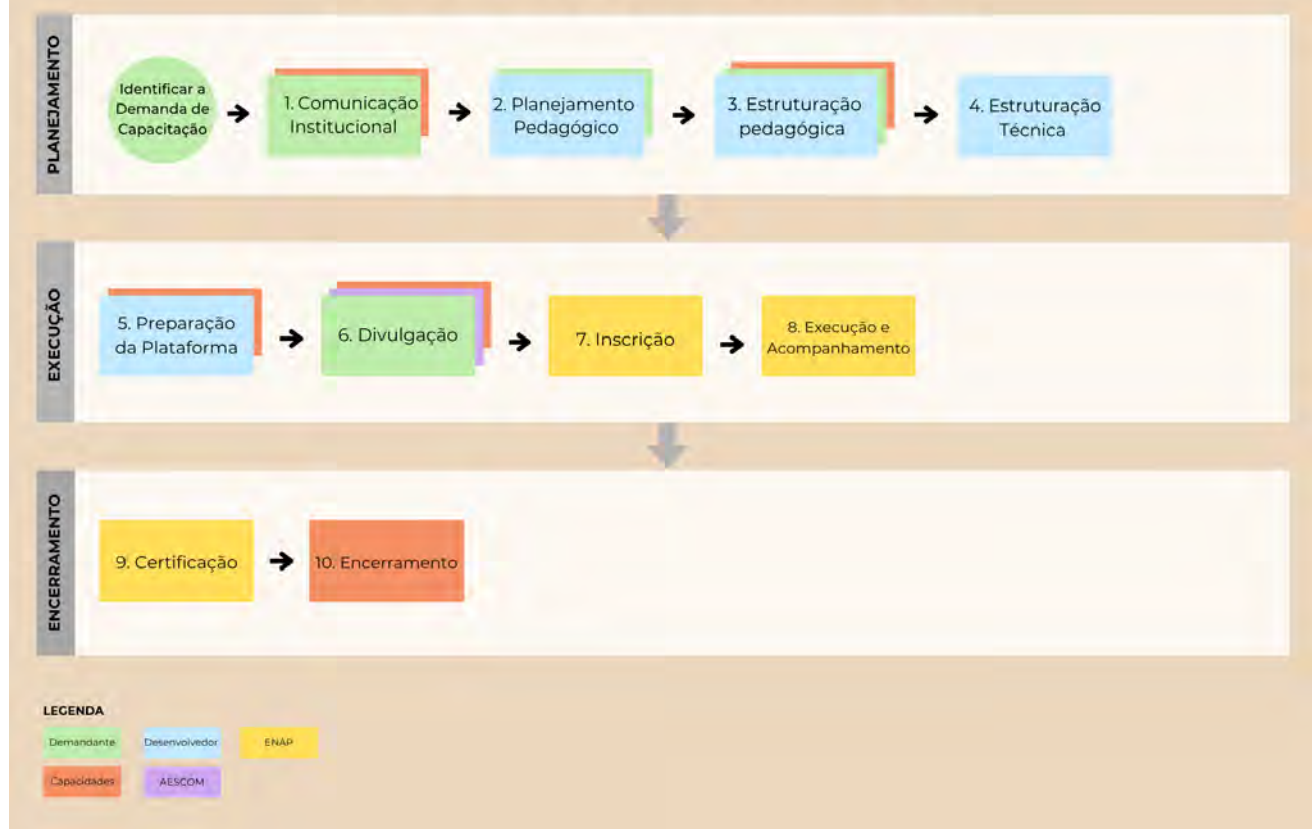 PLANEJAMENTO
Identificar a
Demanda de
Capacitação
1. Comunicação
Institucional
2. Planejamento
Pedagógico
3. Estruturação
pedagógica
4. Estruturação
Técnica
EXECUÇÃO
5. Preparação
da Plataforma
6. Divulgação
7. Inscrição
8. Execução e
Acompanhamento
ENCERRAMENTO
9. Certificação
10. Encerramento
LEGENDA
Demandante
Desenvolvedor
ENAP
Capacidades
AESCOM